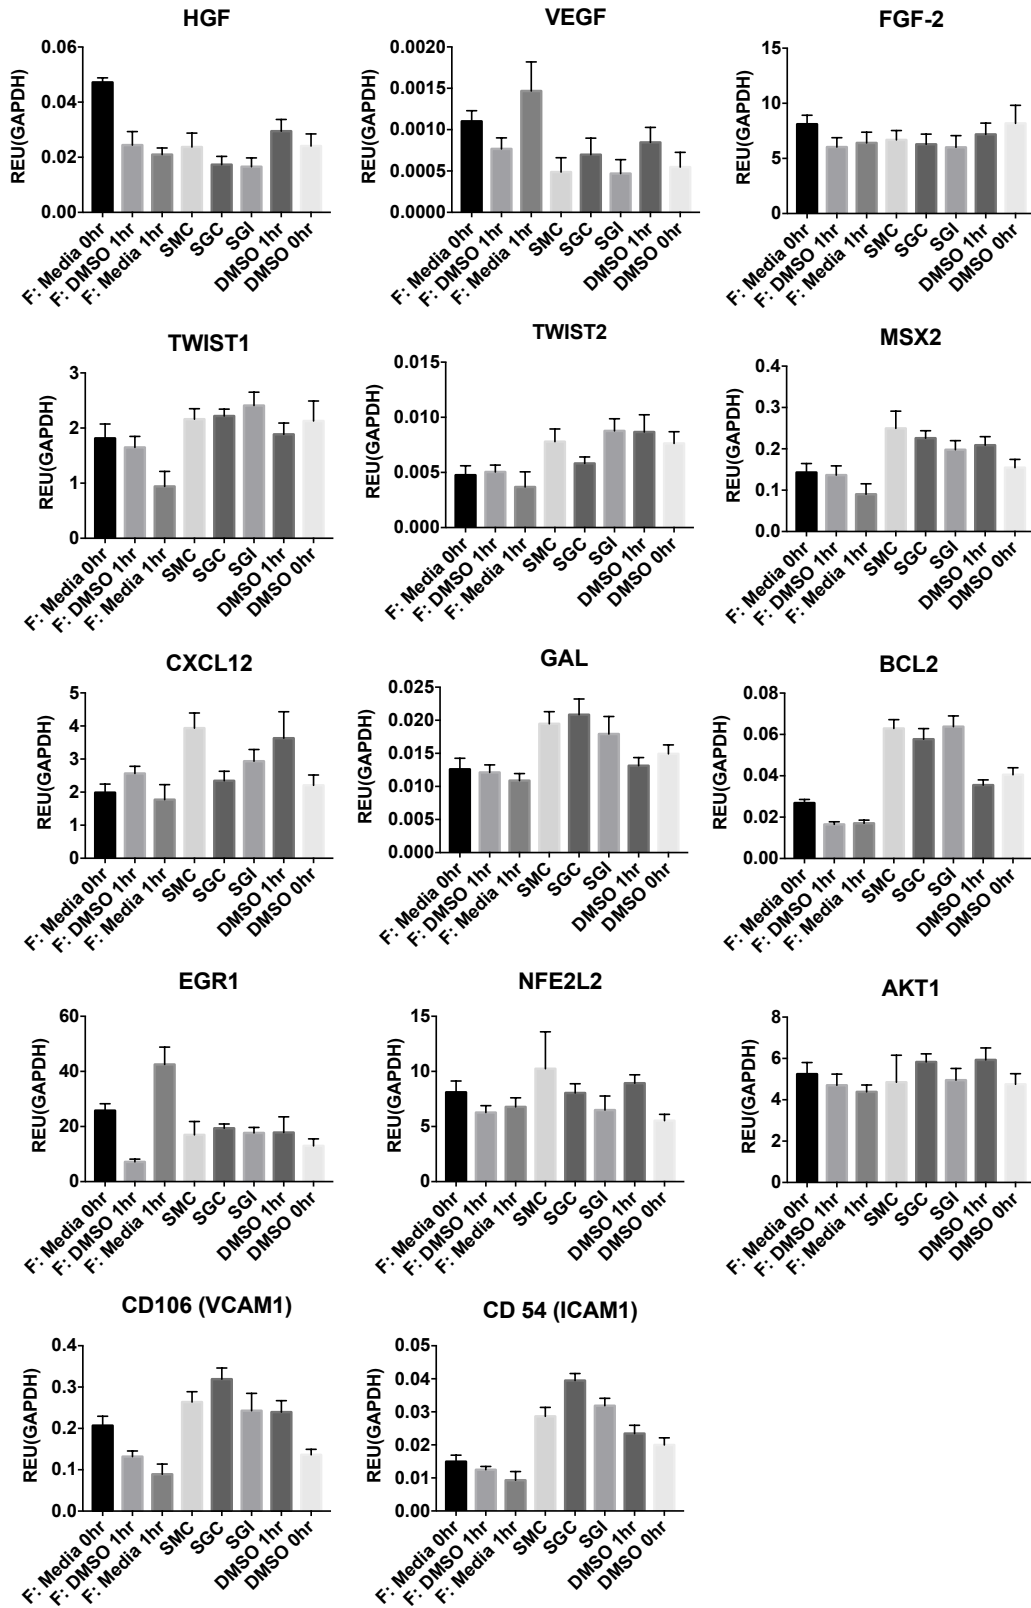 HGF
REU(GAPDH)
0.06
0.04
0.02
0.00
F: Media 0hr
F: DMSO 1hr
F: Media 1hr
SMC
SGC
SGI
DMSO 1hr
DMSO 0hr
VEGF
REU(GAPDH)
0.0020
0.0015
0.0010
0.0005
0.0000
F: Media 0hr
F: DMSO 1hr
F: Media 1hr
SMC
SGC
SGI
DMSO 1hr
DMSO 0hr
FGF-2
REU(GAPDH)
15
10
5
0
F: Media 0hr
F: DMSO 1hr
F: Media 1hr
SMC
SGC
SGI
DMSO 1hr
DMSO 0hr
TWIST1
REU(GAPDH)
3
2
1
0
F: Media 0hr
F: DMSO 1hr
F: Media 1hr
SMC
SGC
SGI
DMSO 1hr
DMSO 0hr
TWIST2
REU(GAPDH)
0.015
0.010
0.005
0.000
F: Media 0hr
F: DMSO 1hr
F: Media 1hr
SMC
SGC
SGI
DMSO 1hr
DMSO 0hr
MSX2
REU(GAPDH)
0.4
0.3
0.2
0.1
0.0
F: Media 0hr
F: DMSO 1hr
F: Media 1hr
SMC
SGC
SGI
DMSO 1hr
DMSO 0hr
CXCL12
REU(GAPDH)
5
4
3
2
1
0
F: Media 0hr
F: DMSO 1hr
F: Media 1hr
SMC
SGC
SGI
DMSO 1hr
DMSO 0hr
GAL
REU(GAPDH)
0.025
0.020
0.015
0.010
0.005
0.000
F: Media 0hr
F: DMSO 1hr
F: Media 1hr
SMC
SGC
SGI
DMSO 1hr
DMSO 0hr
BCL2
REU(GAPDH)
0.08
0.06
0.04
0.02
0.00
F: Media 0hr
F: DMSO 1hr
F: Media 1hr
SMC
SGC
SGI
DMSO 1hr
DMSO 0hr
EGR1
REU(GAPDH)
60
40
20
0
F: Media 0hr
F: DMSO 1hr
F: Media 1hr
SMC
SGC
SGI
DMSO 1hr
DMSO 0hr
NFE2L2
REU(GAPDH)
15
10
5
0
F: Media 0hr
F: DMSO 1hr
F: Media 1hr
SMC
SGC
SGI
DMSO 1hr
DMSO 0hr
AKT1
REU(GAPDH)
8
6
4
2
0
F: Media 0hr
F: DMSO 1hr
F: Media 1hr
SMC
SGC
SGI
DMSO 1hr
DMSO 0hr
CD106 (VCAM1)
REU(GAPDH)
0.4
0.3
0.2
0.1
0.0
F: Media 0hr
F: DMSO 1hr
F: Media 1hr
SMC
SGC
SGI
DMSO 1hr
DMSO 0hr
CD 54 (ICAM1)
REU(GAPDH)
0.05
0.04
0.03
0.02
0.01
0.00
F: Media 0hr
F: DMSO 1hr
F: Media 1hr
SMC
SGC
SGI
DMSO 1hr
DMSO 0hr